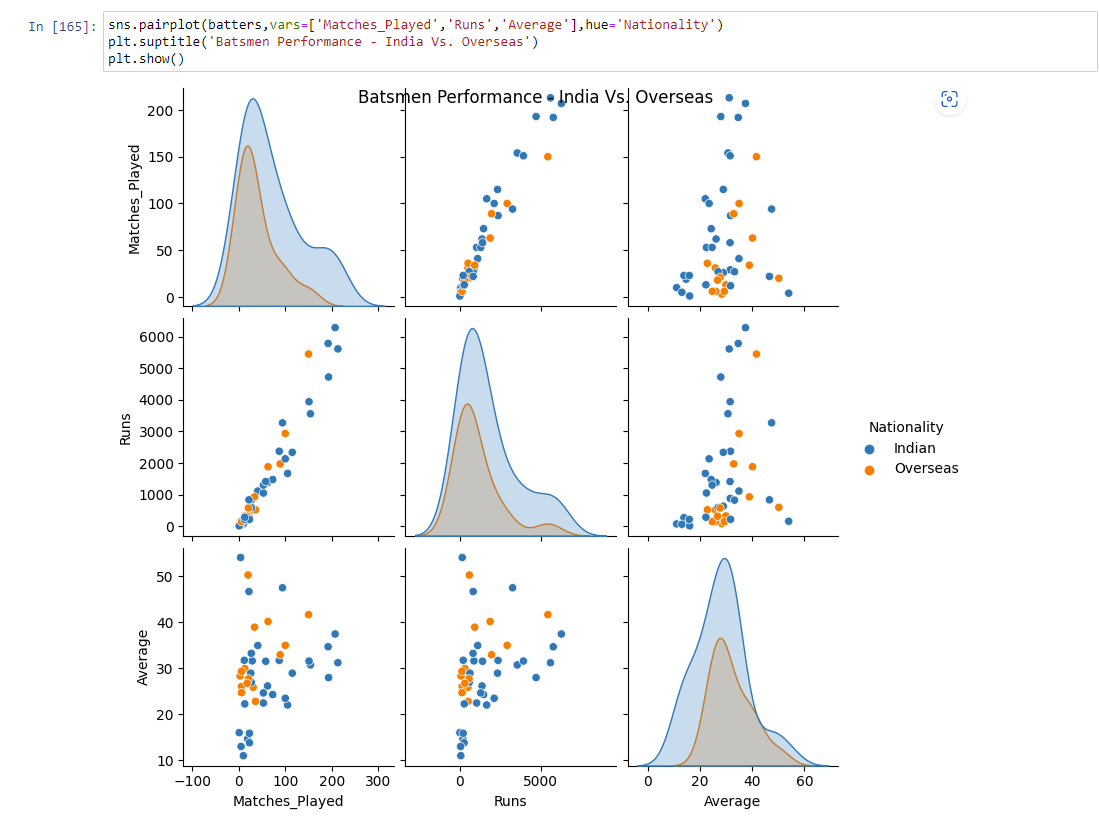 In [165]:
sns.pairplot(batters,vars=['Matches_Played','Runs','Average'],hue='Nationality')
plt.suptitle('Batsmen Performance - India Vs. Overseas')
plt.show()
Batsmen Performance - India Vs. Overseas
Matches_Played
200
150
100
50
0
Runs
6000
5000
4000
3000
2000
1000
0
Nationality
Indian
Overseas
Average
50
40
30
20
10
−100 0 100 200 300
0 5000
0 20 40 60
Matches_Played
Runs
Average